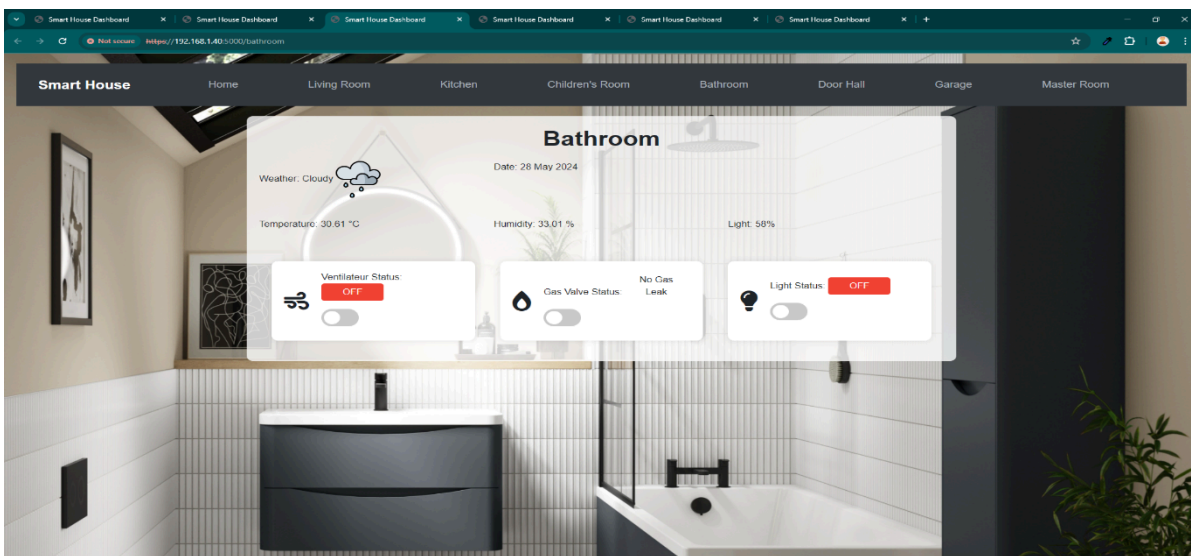 Smart House Dashboard Smart House Dashboard Smart House Dashboard Smart House Dashboard Smart House Dashboard Smart House Dashboard
Not secure https://192.168.1.40:5000/bathroom
Smart House Home Living Room Kitchen Children's Room Bathroom Door Hall Garage Master Room
Bathroom
Weather: Cloudy
Date: 28 May 2024
Temperature: 30.61 °C Humidity: 33.01 % Light: 58%
Ventilateur Status:
OFF
Gas Valve Status:
No Gas
Leak
Light Status: OFF